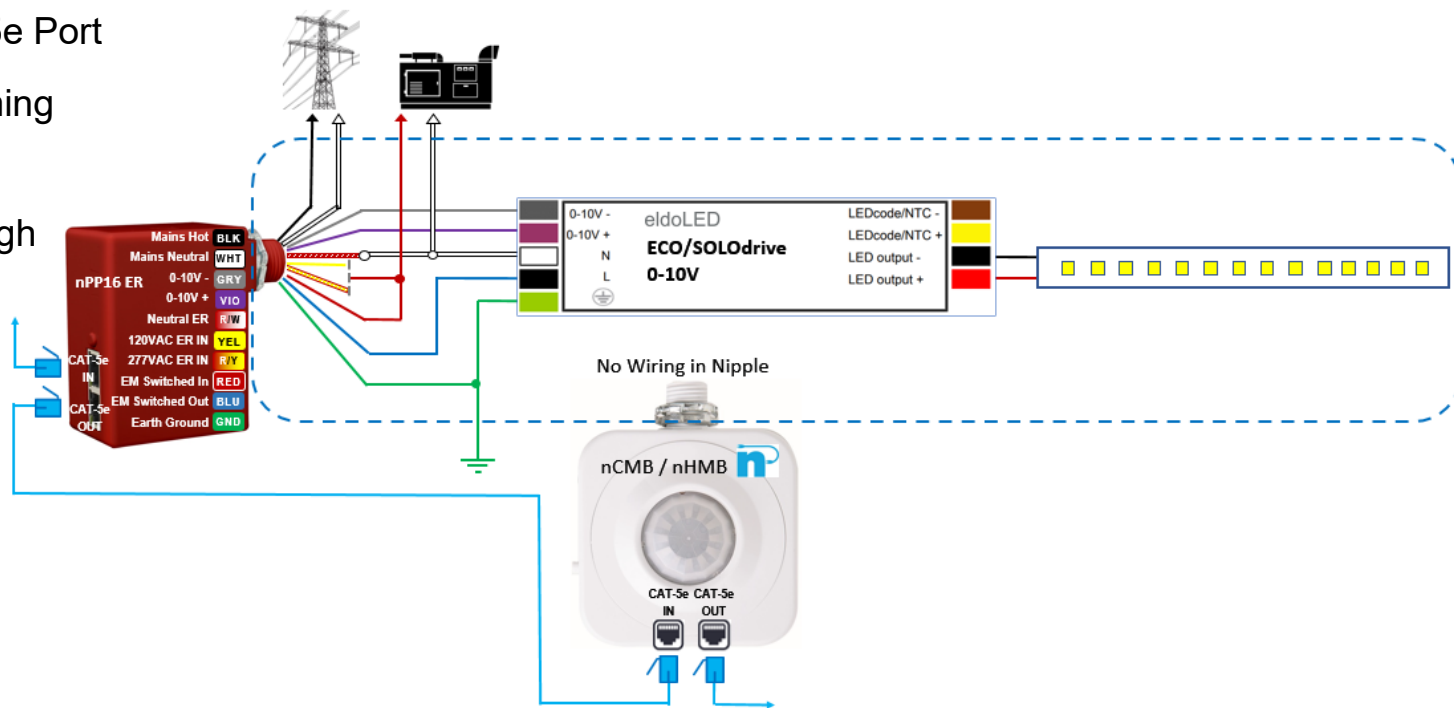 e Port
ning
gh
Mains Hot BLK
Mains Neutral WHT
nPP16 ER
0-10V - GRY
0-10V + VIO
Neutral ER R/W
120VAC ER IN YEL
277VAC ER IN R/Y
EM Switched In RED
EM Switched Out BLU
Earth Ground GND
CAT-5e
IN
CAT-5e
OUT
0-10V -
0-10V +
N
L
eldoLED
ECO/SOLOdrive
0-10V
LEDcode/NTC -
LEDcode/NTC +
LED output -
LED output +
No Wiring in Nipple
nCMB / nHMB
n
CAT-5e CAT-5e
IN OUT